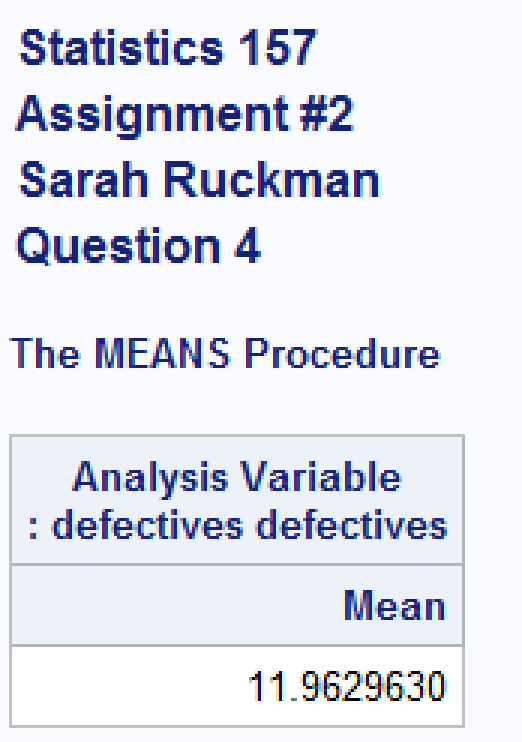 Statistics 157
Assignment #2
Sarah Ruckman
Question 4
The MEANS Procedure
Analysis Variable
: defectives defectives
Mean
11.9629630